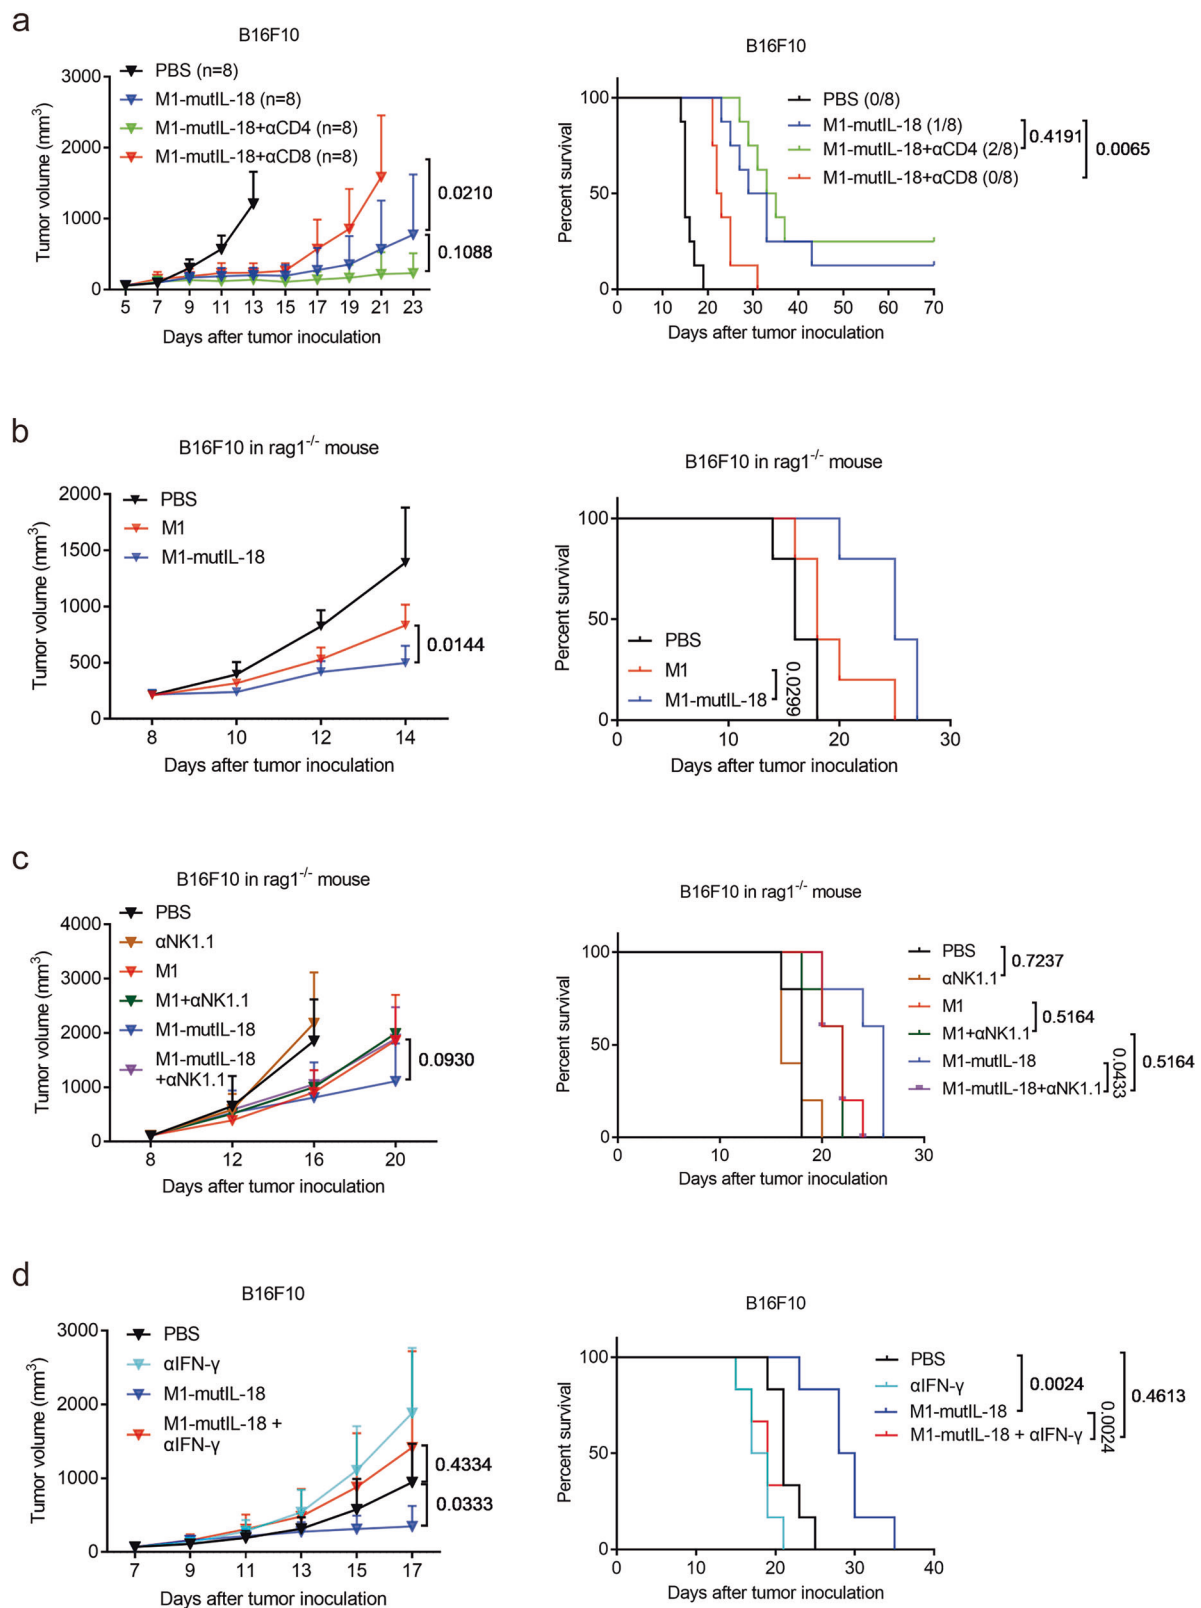 a
B16F10
PBS (n=8)
M1-mutIL-18 (n=8)
M1-mutIL-18+αCD4 (n=8)
M1-mutIL-18+αCD8 (n=8)
Tumor volume (mm³)
3000
2000
1000
0
5 7 9 11 13 15 17 19 21 23
Days after tumor inoculation
0.0210
0.1088
B16F10
PBS (0/8)
M1-mutIL-18 (1/8)
M1-mutIL-18+αCD4 (2/8)
M1-mutIL-18+αCD8 (0/8)
0.4191
0.0065
Percent survival
100
50
0
0 10 20 30 40 50 60 70
Days after tumor inoculation
b
B16F10 in rag1⁻/⁻ mouse
PBS
M1
M1-mutIL-18
Tumor volume (mm³)
2000
1500
1000
500
0
8 10 12 14
Days after tumor inoculation
0.0144
B16F10 in rag1⁻/⁻ mouse
Percent survival
100
50
0
PBS
M1
M1-mutIL-18
0.0299
0 10 20 30
Days after tumor inoculation
c
B16F10 in rag1⁻/⁻ mouse
PBS
αNK1.1
M1
M1+αNK1.1
M1-mutIL-18
M1-mutIL-18
+αNK1.1
Tumor volume (mm³)
4000
3000
2000
1000
0
8 12 16 20
Days after tumor inoculation
0.0930
B16F10 in rag1⁻/⁻ mouse
Percent survival
100
50
0
0 10 20 30
Days after tumor inoculation
PBS
αNK1.1
M1
M1+αNK1.1
M1-mutIL-18
M1-mutIL-18+αNK1.1
0.7237
0.5164
0.0433
0.5164
d
B16F10
PBS
αIFN-γ
M1-mutIL-18
M1-mutIL-18 +
αIFN-γ
Tumor volume (mm³)
3000
2000
1000
0
7 9 11 13 15 17
Days after tumor inoculation
0.4334
0.0333
B16F10
Percent survival
100
50
0
0 10 20 30 40
Days after tumor inoculation
PBS
αIFN-γ
M1-mutIL-18
M1-mutIL-18 + αIFN-γ
0.0024
0.0024
0.4613